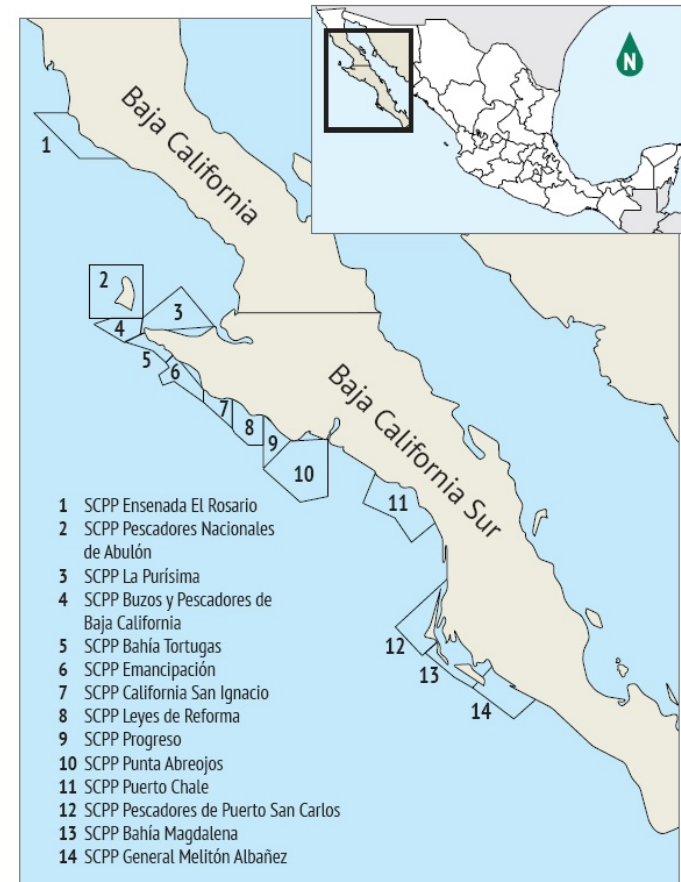 N
Baja California
Baja California Sur
1
2
3
4
5
6
7
8
9
10
11
12
13
14
1 SCPP Ensenada El Rosario
2 SCPP Pescadores Nacionales
de Abulón
3 SCPP La Purísima
4 SCPP Buzos y Pescadores de
Baja California
5 SCPP Bahía Tortugas
6 SCPP Emancipación
7 SCPP California San Ignacio
8 SCPP Leyes de Reforma
9 SCPP Progreso
10 SCPP Punta Abreojos
11 SCPP Puerto Chale
12 SCPP Pescadores de Puerto San Carlos
13 SCPP Bahía Magdalena
14 SCPP General Melitón Albañez